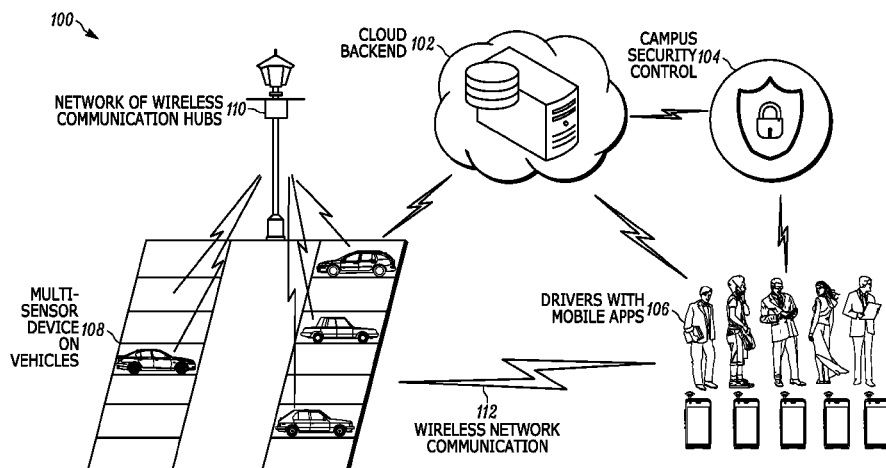 100
CLOUD
BACKEND 102
CAMPUS
SECURITY 104
CONTROL
NETWORK OF WIRELESS
COMMUNICATION HUBS 110
MULTI-
SENSOR
DEVICE 108
ON
VEHICLES
DRIVERS WITH
MOBILE APPS 106
112
WIRELESS NETWORK
COMMUNICATION